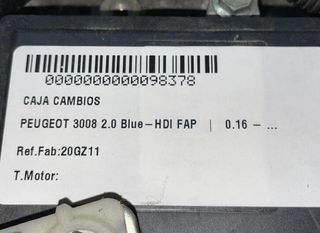 0000000000098378
CAJA CAMBIOS
PEUGEOT 3008 2.0 Blue-HDI FAP | 0.16 - ...
Ref.Fab:20GZ11
T.Motor: